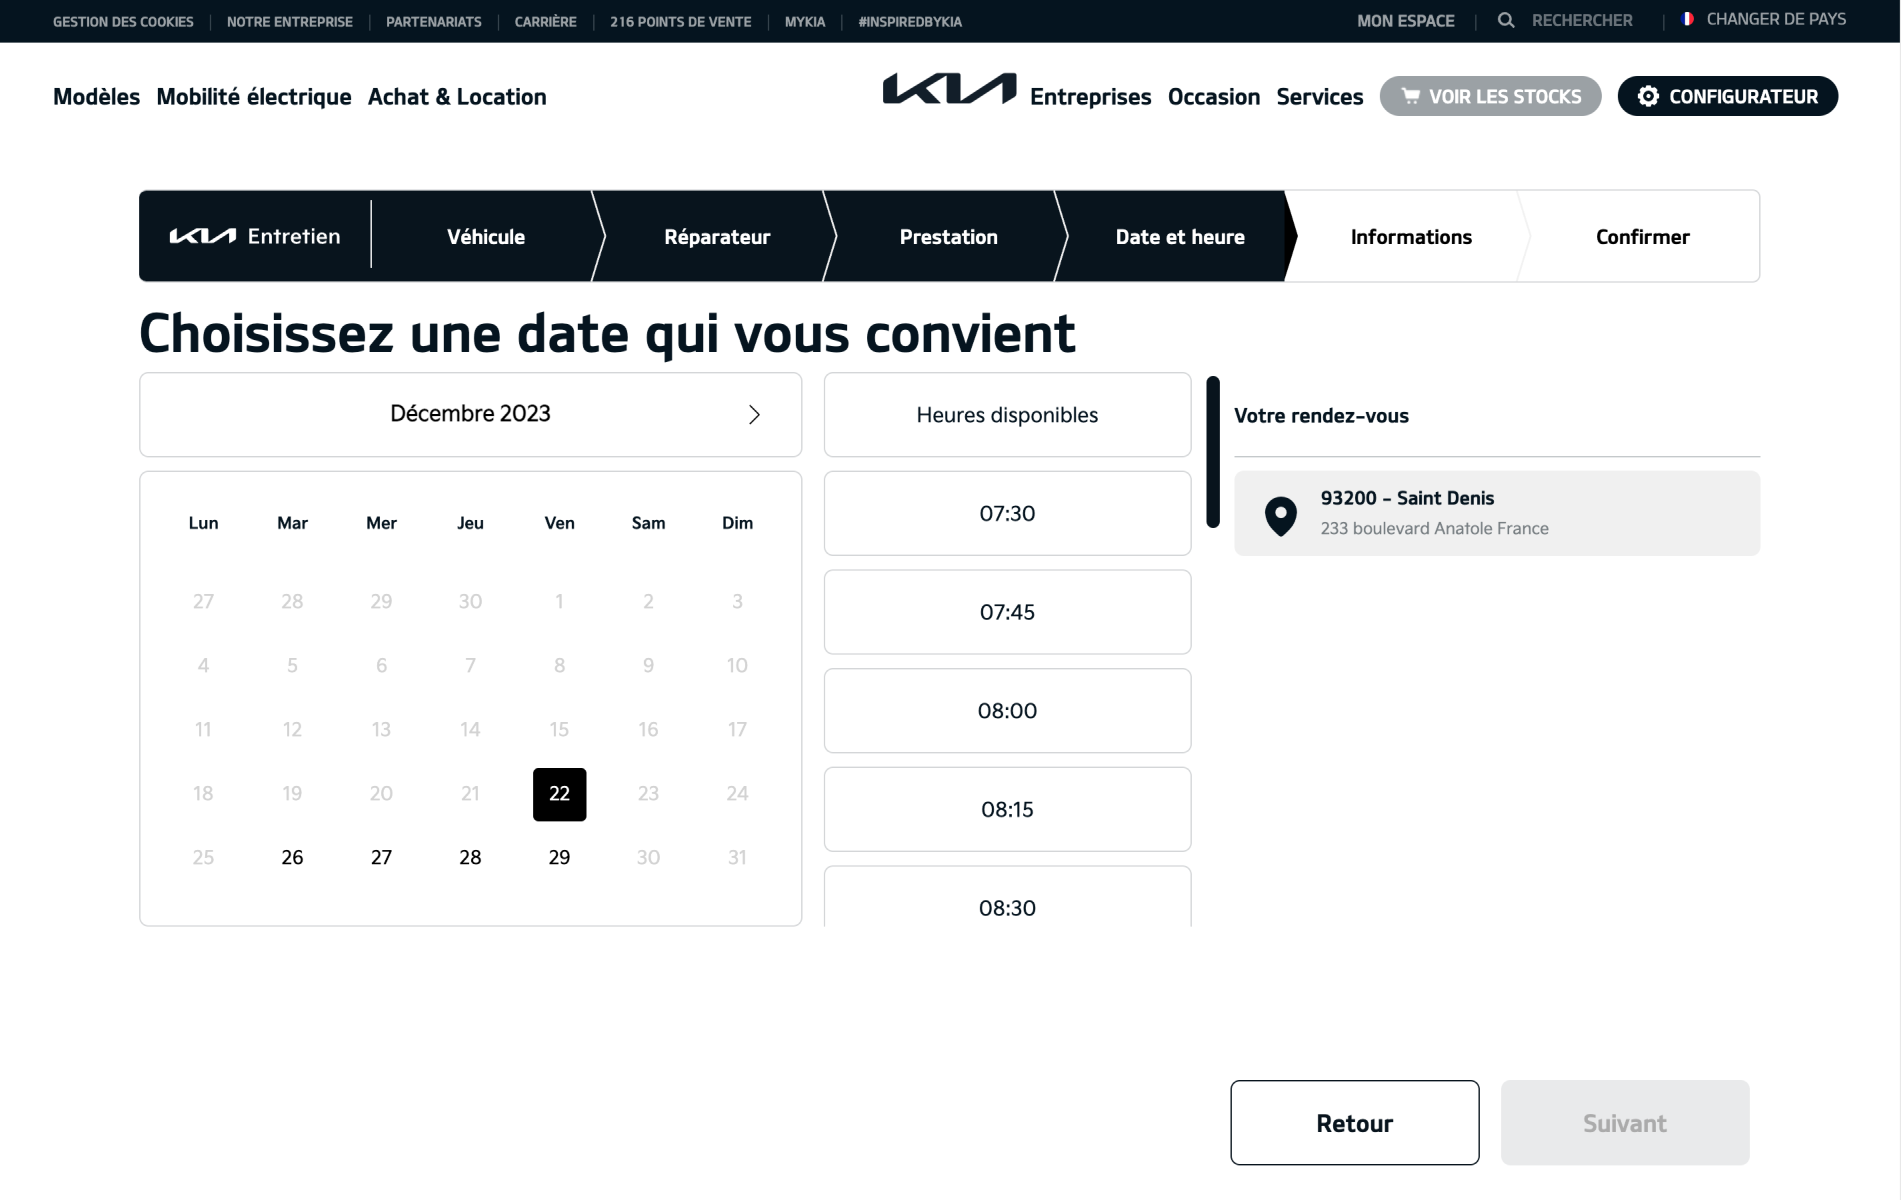 GESTION DES COOKIES
NOTRE ENTREPRISE
PARTENARIATS
CARRIÈRE
216 POINTS DE VENTE
MYKIA
#INSPIREDBYKIA
MON ESPACE
RECHERCHER
CHANGER DE PAYS
Modèles
Mobilité électrique
Achat & Location
KIA
Entreprises
Occasion
Services
VOIR LES STOCKS
CONFIGURATEUR
KIA Entretien
Véhicule
Réparateur
Prestation
Date et heure
Informations
Confirmer
Choisissez une date qui vous convient
Décembre 2023
Lun Mar Mer Jeu Ven Sam Dim
27 28 29 30 1 2 3
4 5 6 7 8 9 10
11 12 13 14 15 16 17
18 19 20 21 22 23 24
25 26 27 28 29 30 31
Heures disponibles
07:30
07:45
08:00
08:15
08:30
Votre rendez-vous
93200 - Saint Denis
233 boulevard Anatole France
Retour
Suivant